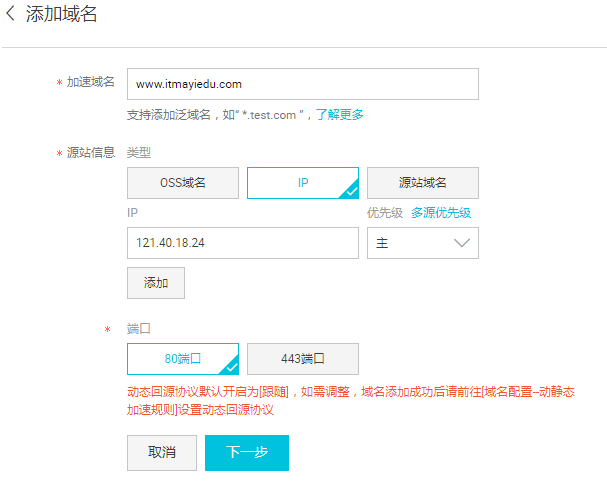 添加域名
* 加速域名 www.itmayiedu.com
支持添加泛域名，如“ *.test.com ”，了解更多
* 源站信息 类型
OSS域名 IP 源站域名
IP 优先级 多源优先级
121.40.18.24 主
添加
* 端口
80端口 443端口
动态回源协议默认开启为[跟随]，如需调整，域名添加成功后请前往[域名配置--动静态
加速规则]设置动态回源协议
取消 下一步